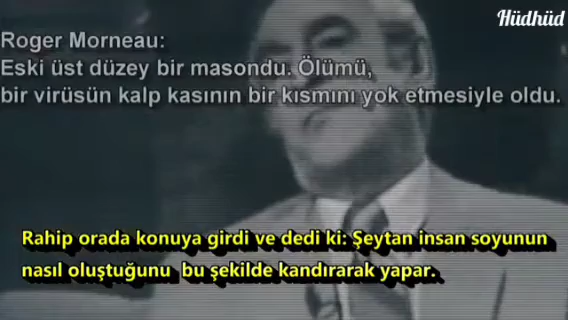 Hüdhüd
Roger Morneau:
Eski üst düzey bir masondu. Ölümü,
bir virüsün kalp kasının bir kısmını yok etmesiyle oldu.
Rahip orada konuya girdi ve dedi ki: Şeytan insan soyunun
nasıl oluştuğunu bu şekilde kandırarak yapar.